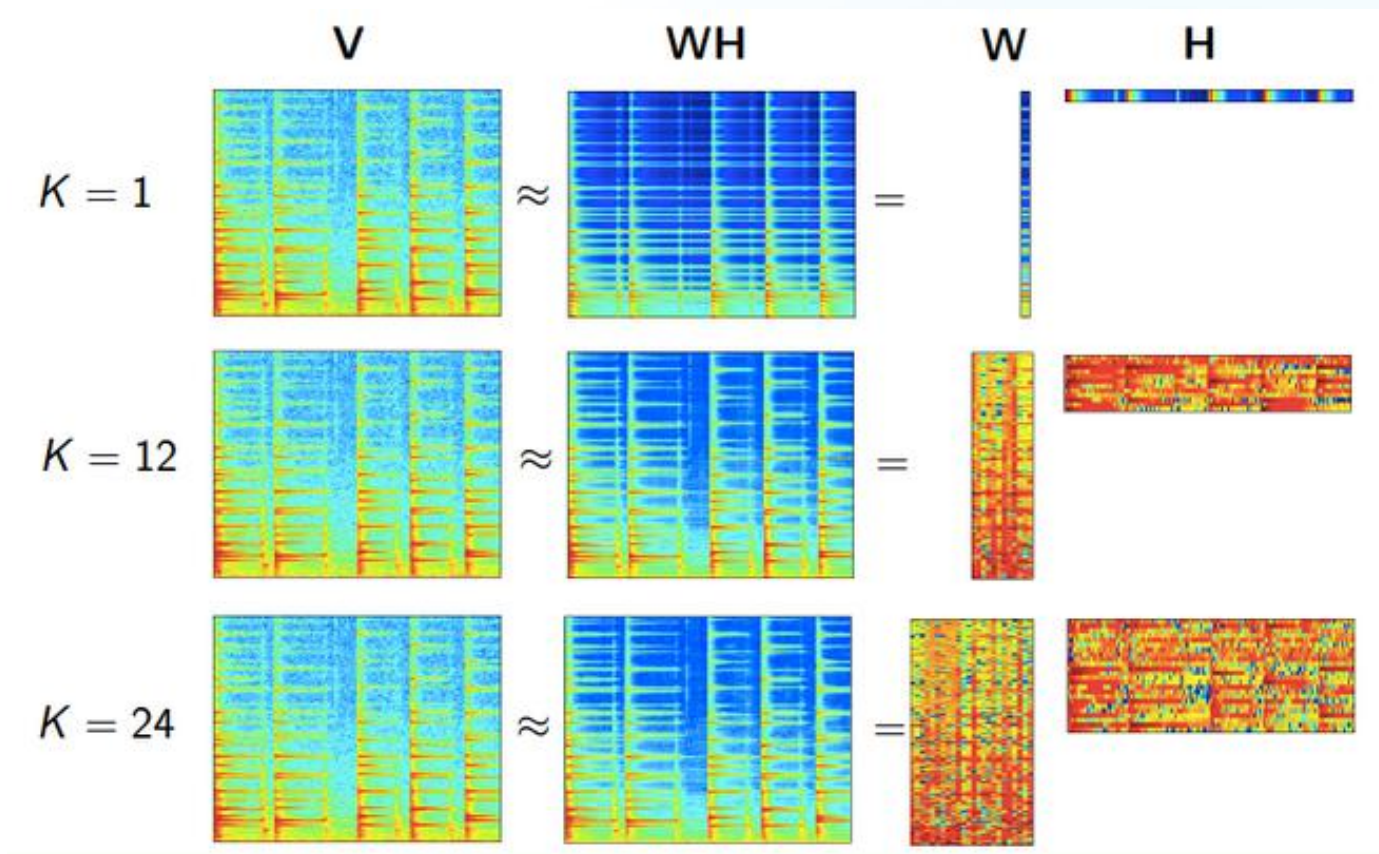 V WH W H
K = 1 ≈ =
K = 12 ≈ =
K = 24 ≈ =